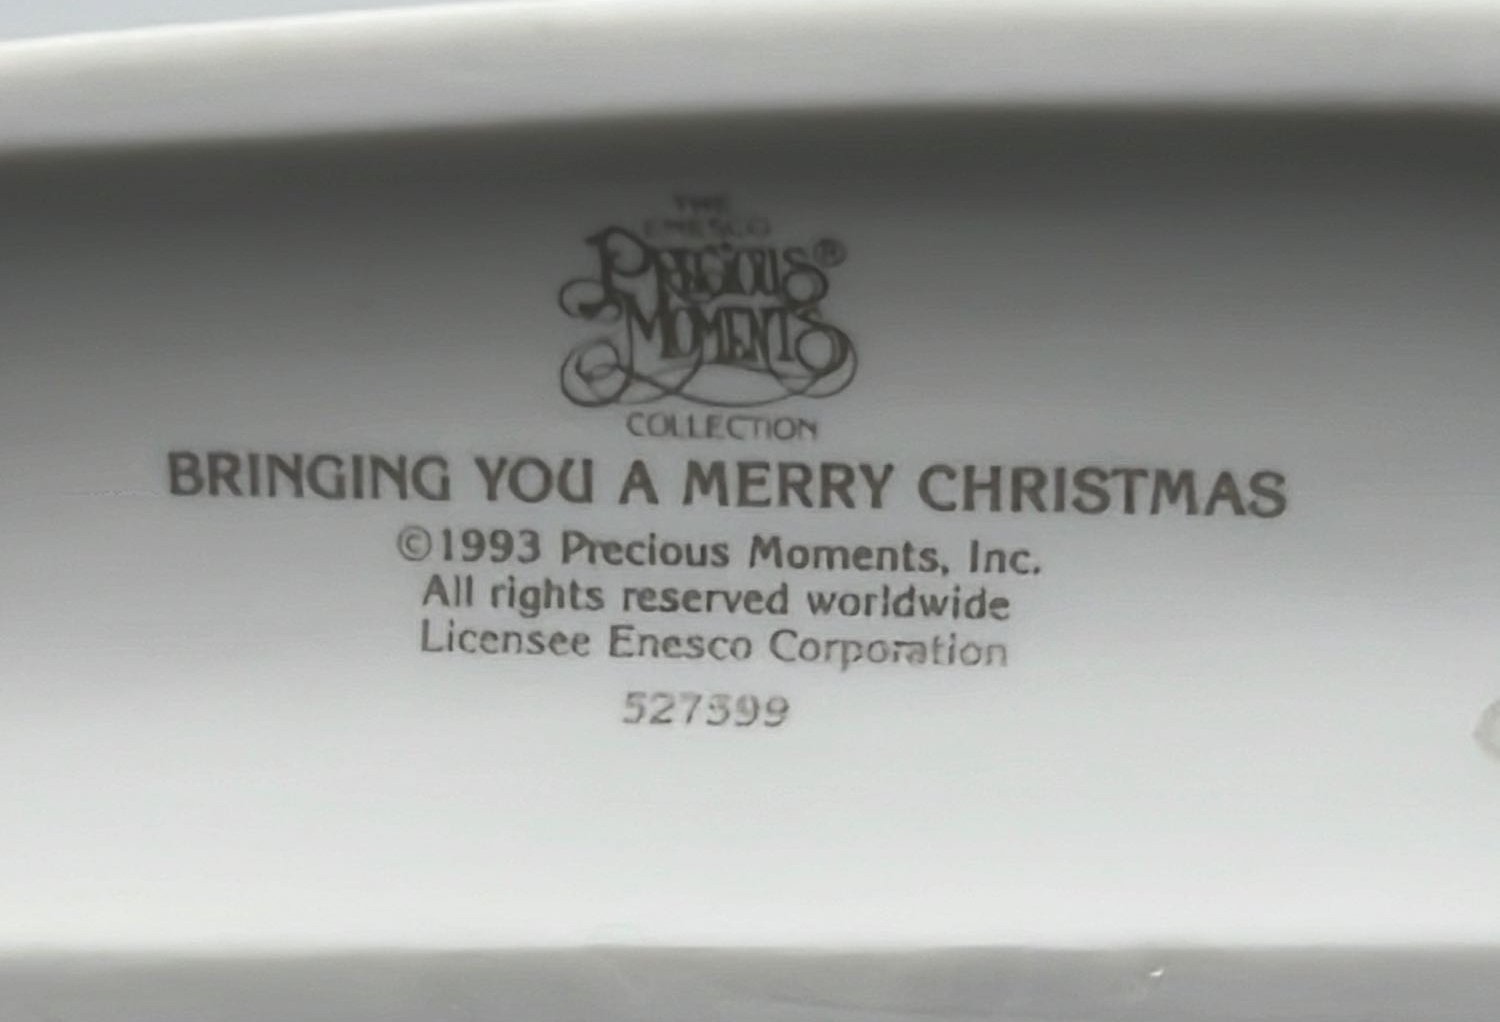 THE
ENESCO
PRECIOUS®
MOMENTS
COLLECTION
BRINGING YOU A MERRY CHRISTMAS
©1993 Precious Moments, Inc.
All rights reserved worldwide
Licensee Enesco Corporation
527599